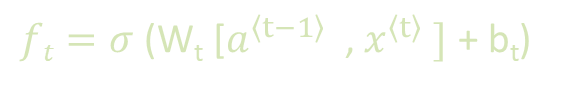 f_t = σ (W_t [a^⟨t−1⟩ , x^⟨t⟩ ] + b_t)